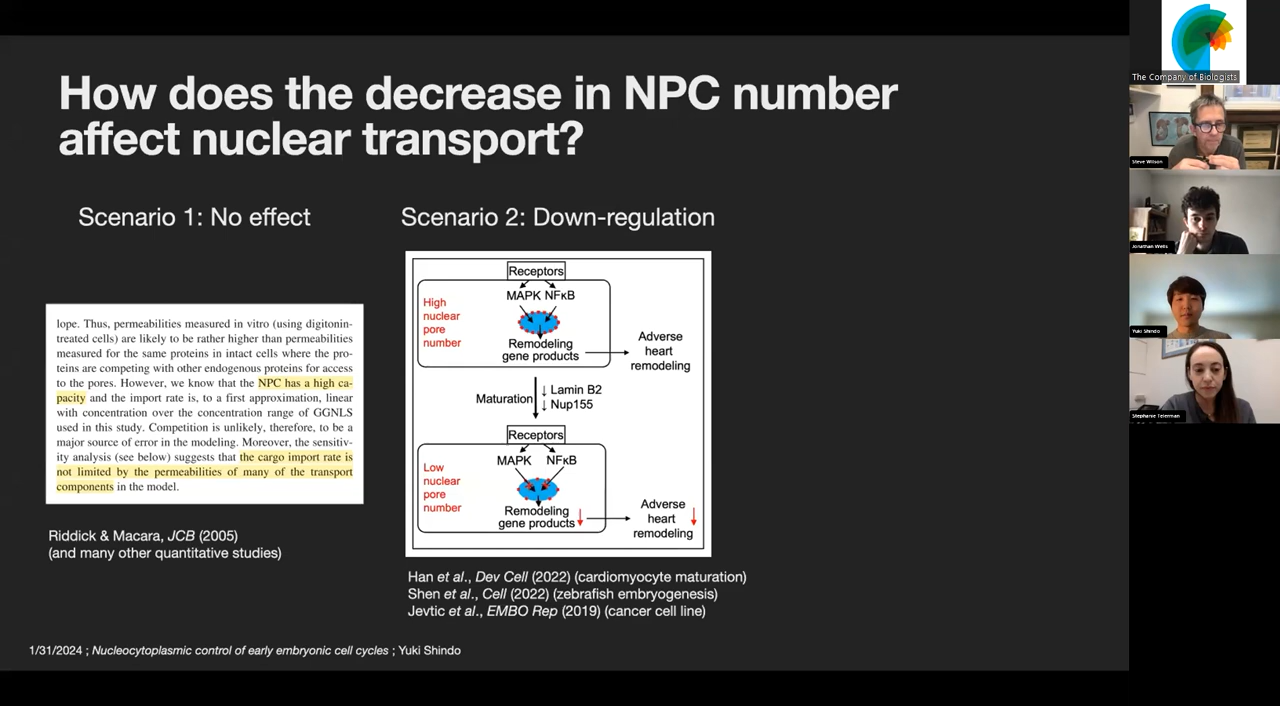 How does the decrease in NPC number
affect nuclear transport?
Scenario 1: No effect
Scenario 2: Down-regulation
lope. Thus, permeabilities measured in vitro (using digitonin-
treated cells) are likely to be rather higher than permeabilities
measured for the same proteins in intact cells where the pro-
teins are competing with other endogenous proteins for access
to the pores. However, we know that the NPC has a high ca-
pacity and the import rate is, to a first approximation, linear
with concentration over the concentration range of GGNLS
used in this study. Competition is unlikely, therefore, to be a
major source of error in the modeling. Moreover, the sensitiv-
ity analysis (see below) suggests that the cargo import rate is
not limited by the permeabilities of many of the transport
components in the model.
Riddick & Macara, JCB (2005)
(and many other quantitative studies)
Receptors
MAPK NFκB
High
nuclear
pore
number
Remodeling
gene products
Adverse
heart
remodeling
Maturation
↓ Lamin B2
↓ Nup155
Receptors
MAPK NFκB
Low
nuclear
pore
number
Remodeling
gene products
Adverse
heart
remodeling
Han et al., Dev Cell (2022) (cardiomyocyte maturation)
Shen et al., Cell (2022) (zebrafish embryogenesis)
Jevtic et al., EMBO Rep (2019) (cancer cell line)
1/31/2024 ; Nucleocytoplasmic control of early embryonic cell cycles ; Yuki Shindo
The Company of Biologists
Steve Wilson
Jonathan Wells
Yuki Shindo
Stephanie Telerman